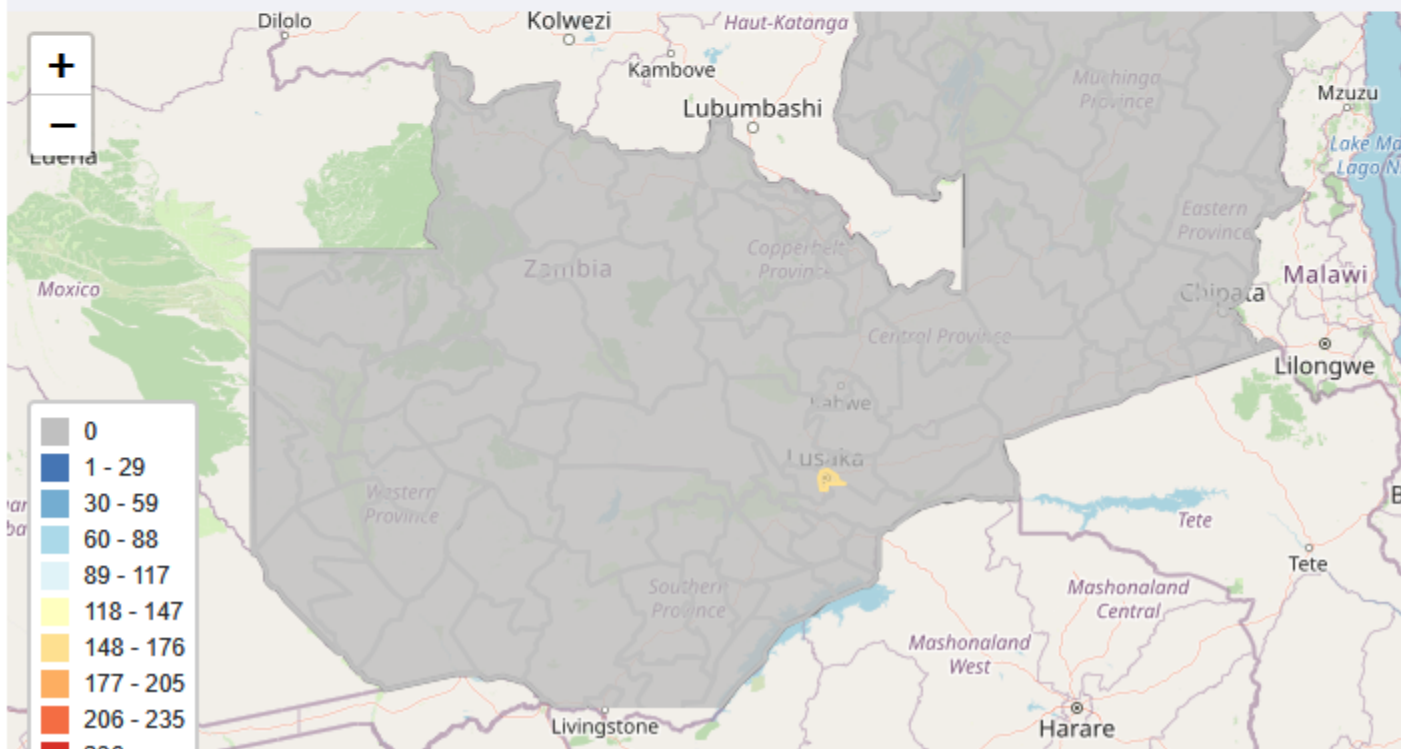 Dilolo
Kolwezi
Haut-Katanga
+
Kambove
Muchinga
Province
Mzuzu
Lubumbashi
−
Luena
Lake Ma
Lago N
Eastern
Province
Copperbelt
Province
Zambia
Malawi
Moxico
Chipata
Central Province
Lilongwe
Kabwe
0
Lusaka
1 - 29
Western
Province
30 - 59
Tete
60 - 88
Tete
89 - 117
Southern
Province
Mashonaland
Central
118 - 147
148 - 176
Mashonaland
West
177 - 205
206 - 235
Livingstone
Harare